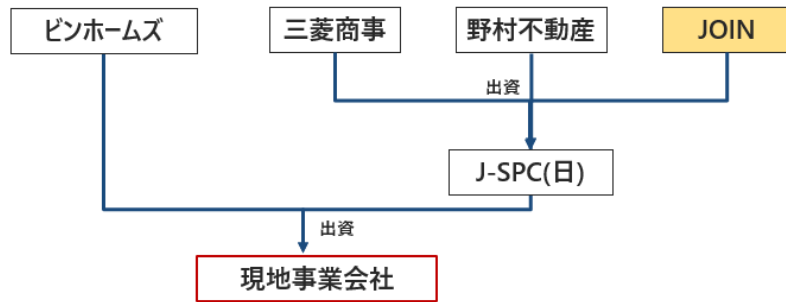 ビンホームズ
三菱商事
野村不動産
JOIN
出資
J-SPC(日)
出資
現地事業会社